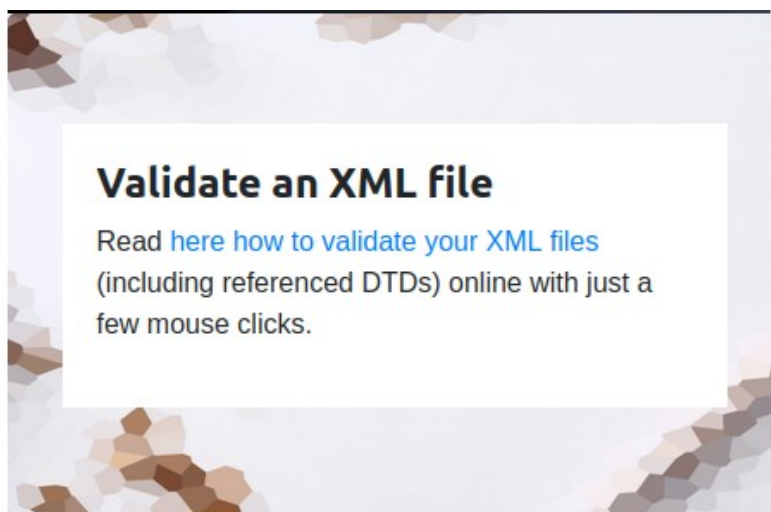 Validate an XML file
Read here how to validate your XML files
(including referenced DTDs) online with just a
few mouse clicks.